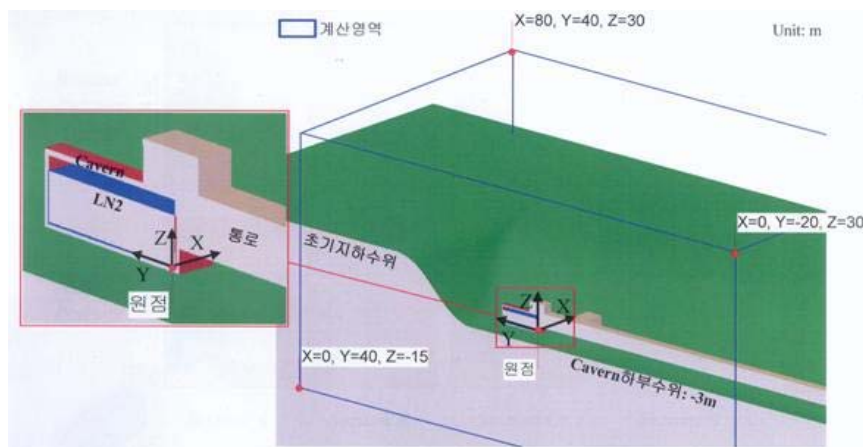 계산영역
X=80, Y=40, Z=30
Unit: m
Cavern
LN2
Z
X
Y
통로
원점
초기지하수위
X=0, Y=-20, Z=30
Z
X
Y
원점
X=0, Y=40, Z=-15
Cavern하부수위: -3m